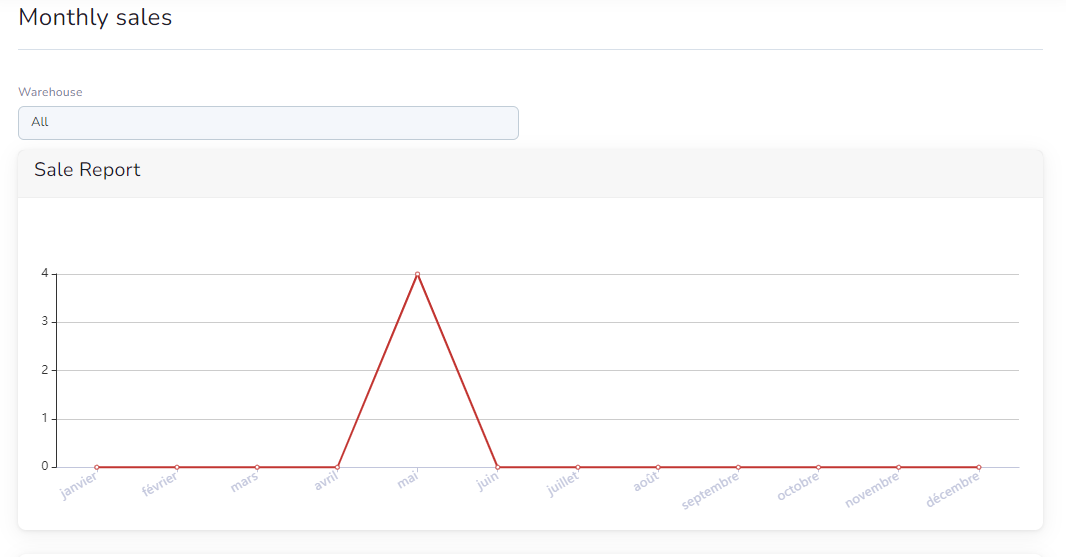 Monthly sales
Warehouse
All
Sale Report
4
3
2
1
0
janvier
février
mars
avril
mai
juin
juillet
août
septembre
octobre
novembre
décembre